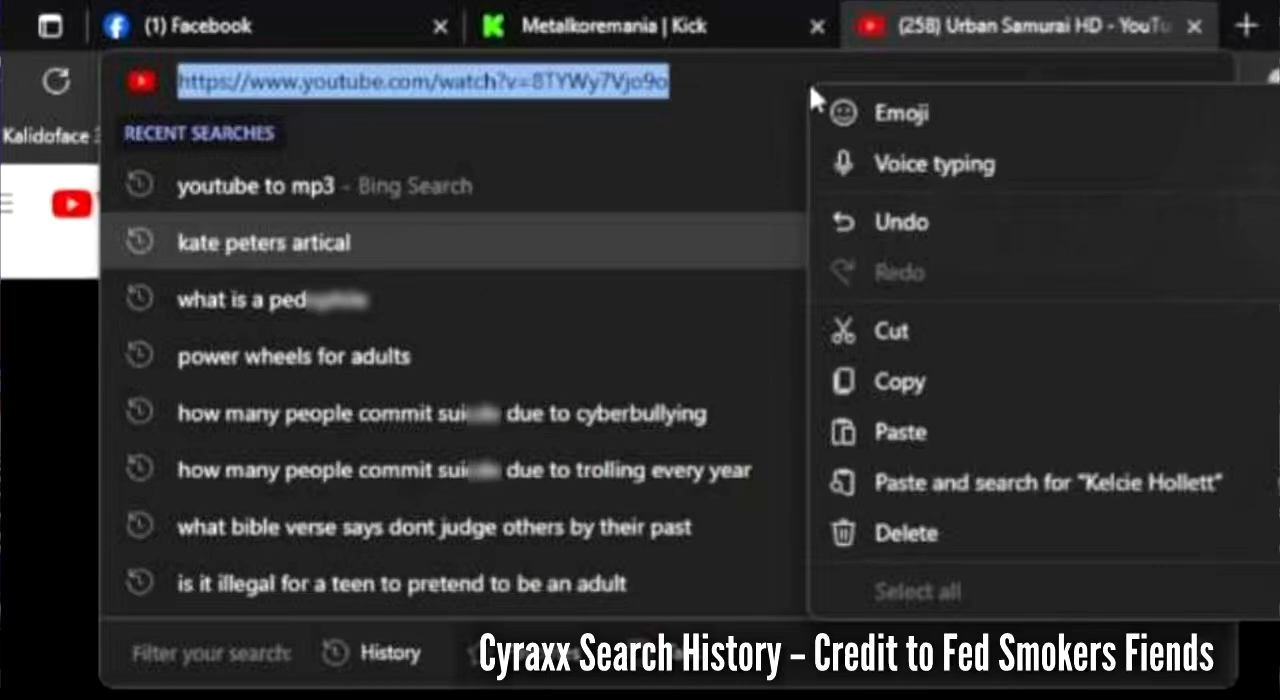 (1) Facebook
Metalkoremania | Kick
(258) Urban Samurai HD - YouTu
https://www.youtube.com/watch?v=8TYWy7Vjo9o
Kalidoface
RECENT SEARCHES
youtube to mp3 - Bing Search
kate peters artical
what is a ped
power wheels for adults
how many people commit sui due to cyberbullying
how many people commit sui due to trolling every year
what bible verse says dont judge others by their past
is it illegal for a teen to pretend to be an adult
Filter your search:
History
Emoji
Voice typing
Undo
Redo
Cut
Copy
Paste
Paste and search for "Kelcie Hollett"
Delete
Select all
Cyraxx Search History – Credit to Fed Smokers Fiends